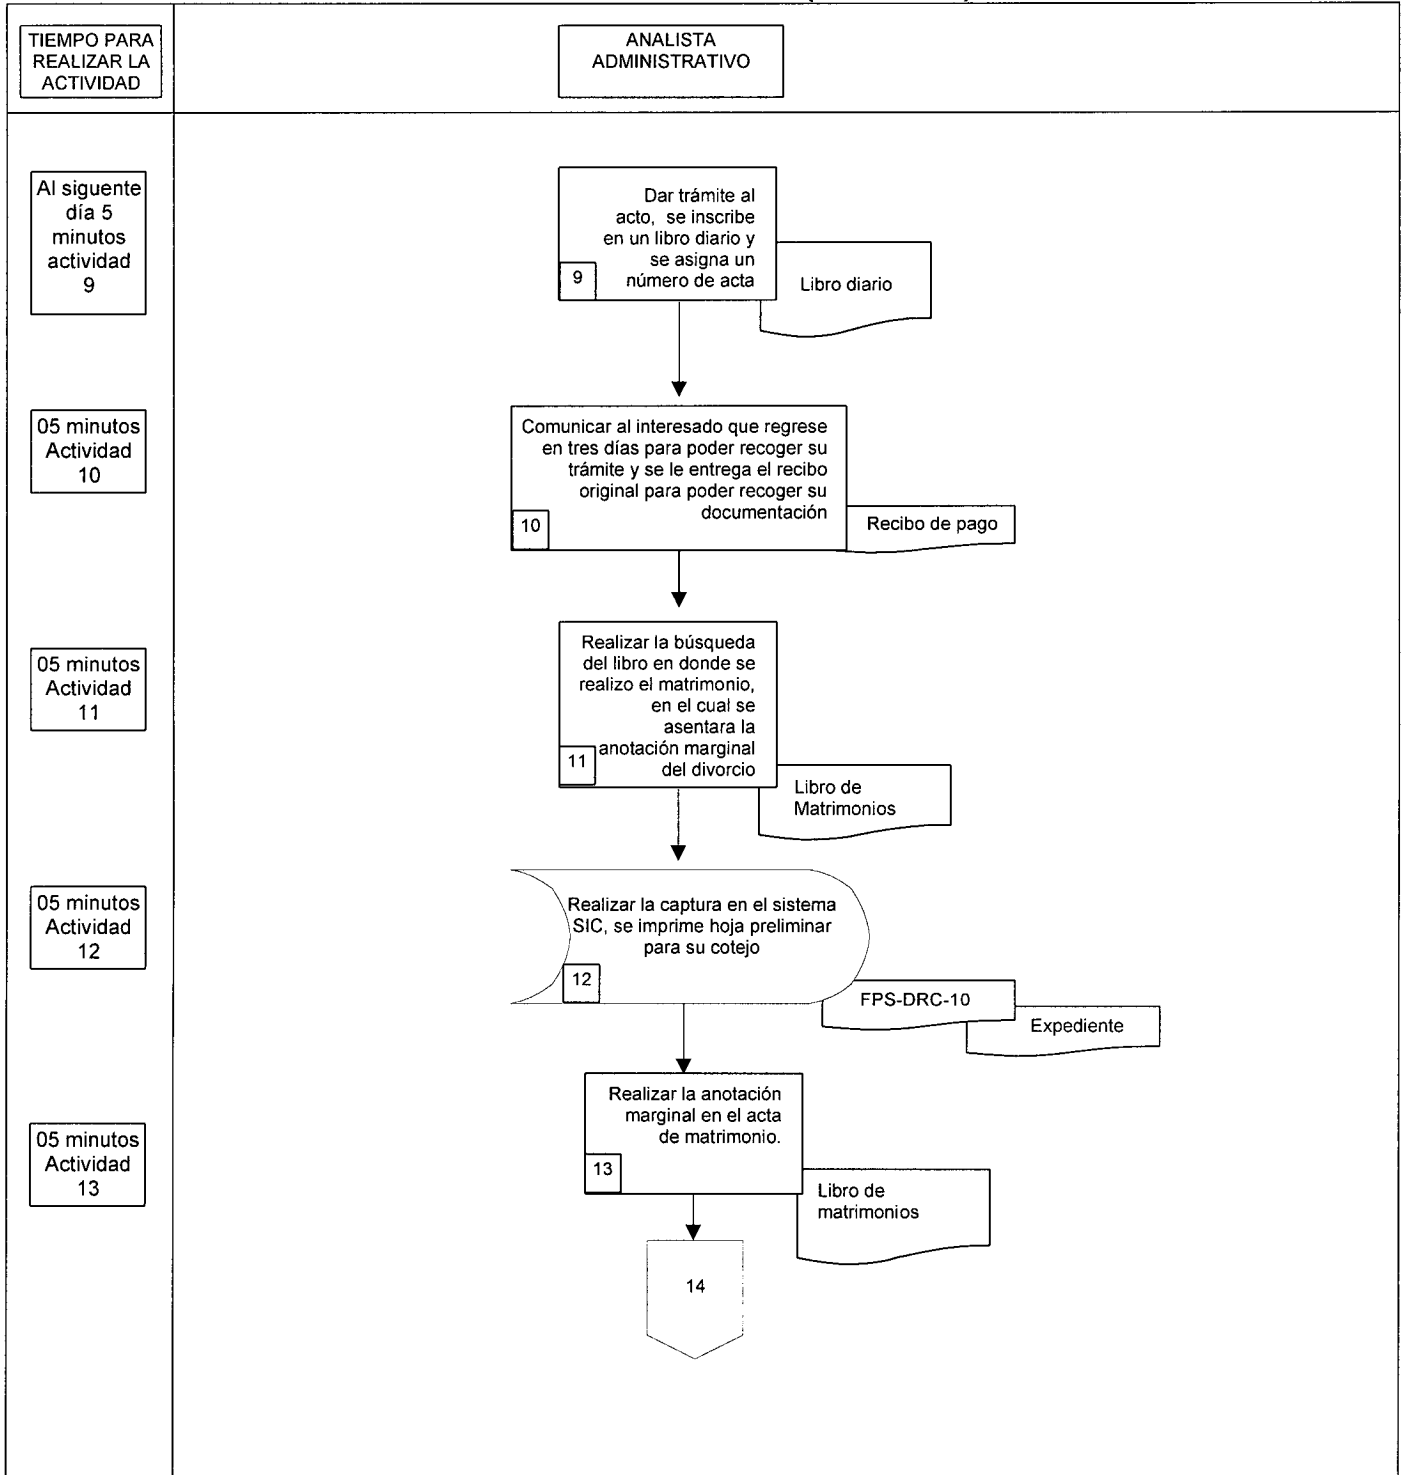 TIEMPO PARA
REALIZAR LA
ACTIVIDAD
ANALISTA
ADMINISTRATIVO
Al siguente
día 5
minutos
actividad
9
Dar trámite al
acto, se inscribe
en un libro diario y
se asigna un
número de acta
9
Libro diario
05 minutos
Actividad
10
Comunicar al interesado que regrese
en tres días para poder recoger su
trámite y se le entrega el recibo
original para poder recoger su
documentación
10
Recibo de pago
05 minutos
Actividad
11
Realizar la búsqueda
del libro en donde se
realizo el matrimonio,
en el cual se
asentara la
anotación marginal
del divorcio
11
Libro de
Matrimonios
05 minutos
Actividad
12
Realizar la captura en el sistema
SIC, se imprime hoja preliminar
para su cotejo
12
FPS-DRC-10
Expediente
05 minutos
Actividad
13
Realizar la anotación
marginal en el acta
de matrimonio.
13
Libro de
matrimonios
14